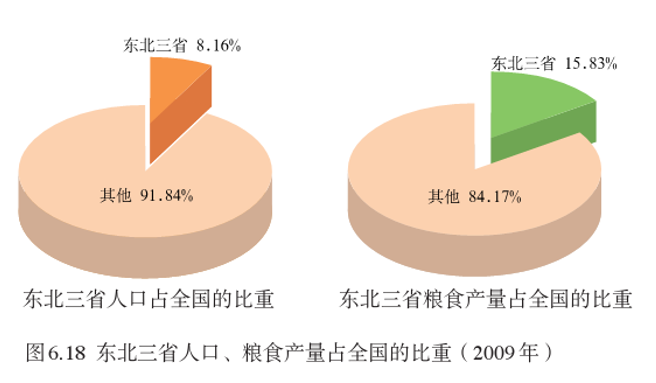 东北三省 8.16%
东北三省 15.83%
其他 91.84%
其他 84.17%
东北三省人口占全国的比重
东北三省粮食产量占全国的比重
图6.18 东北三省人口、粮食产量占全国的比重（2009年）